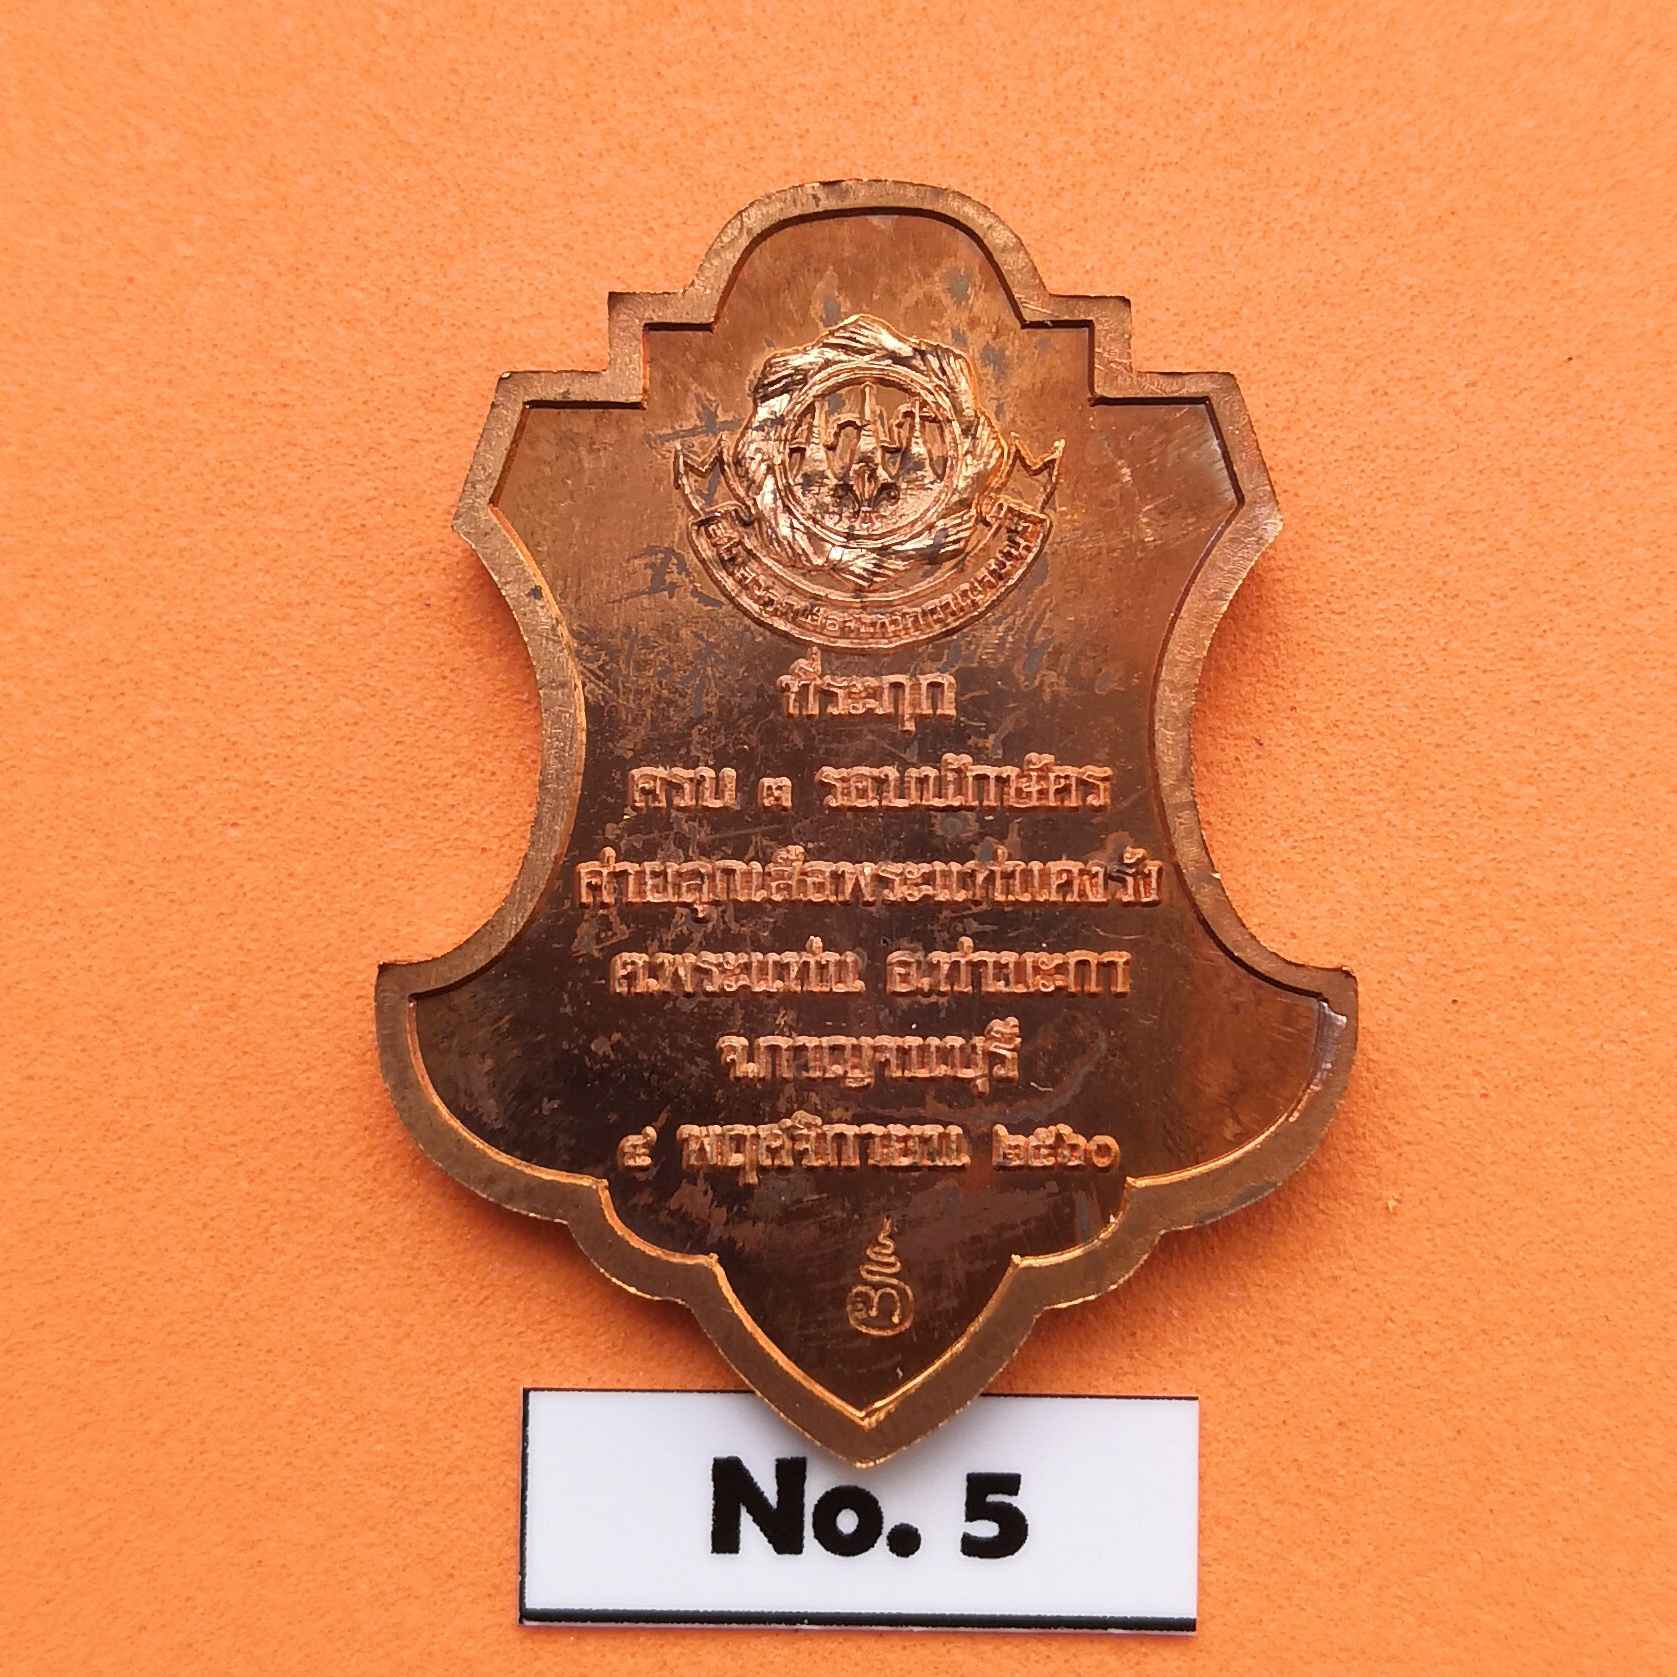 ที่ระฦก
ครบ ๓ รอบนักษัตร
ค่ายลูกเสือพระแท่นดงรัง
ต.พระแท่น อ.ท่ามะกา
จ.กาญจนบุรี
๔ พฤศจิกายน ๒๕๖๐
No. 5